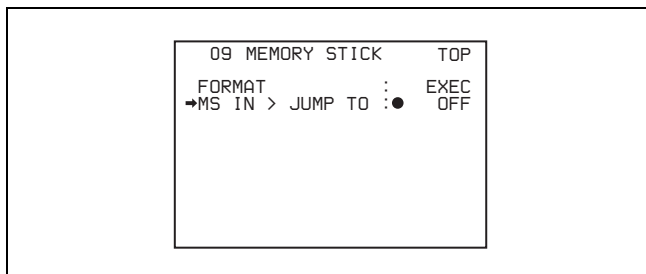 09 MEMORY STICK TOP
FORMAT : EXEC
➡MS IN > JUMP TO :● OFF